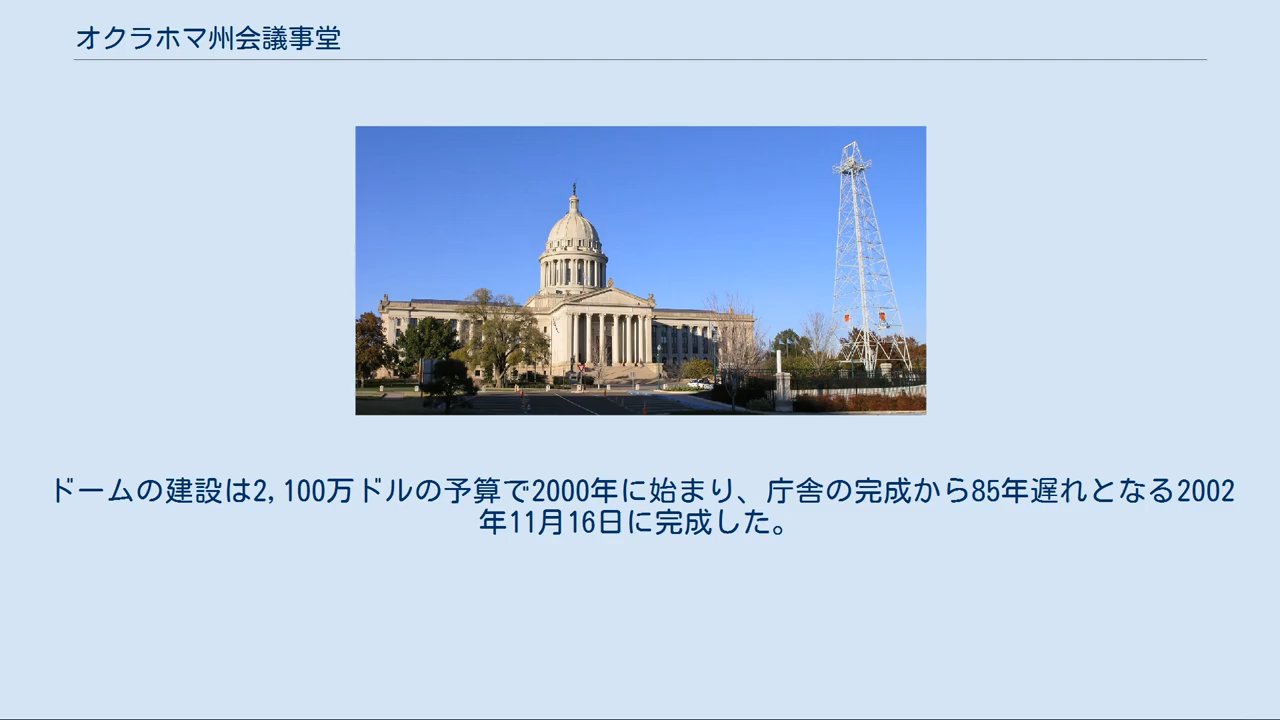 オクラホマ州会議事堂
ドームの建設は2,100万ドルの予算で2000年に始まり、庁舎の完成から85年遅れとなる2002
年11月16日に完成した。